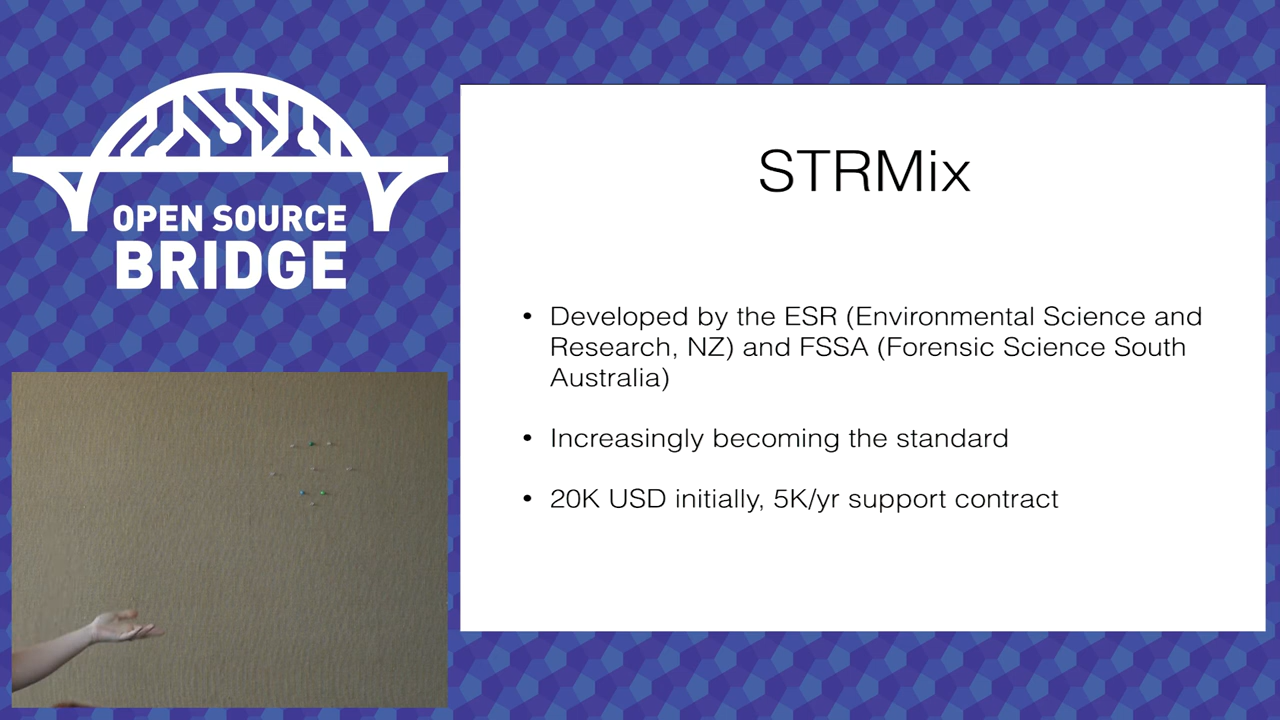 OPEN SOURCE
BRIDGE
STRMix
• Developed by the ESR (Environmental Science and
Research, NZ) and FSSA (Forensic Science South
Australia)
• Increasingly becoming the standard
• 20K USD initially, 5K/yr support contract